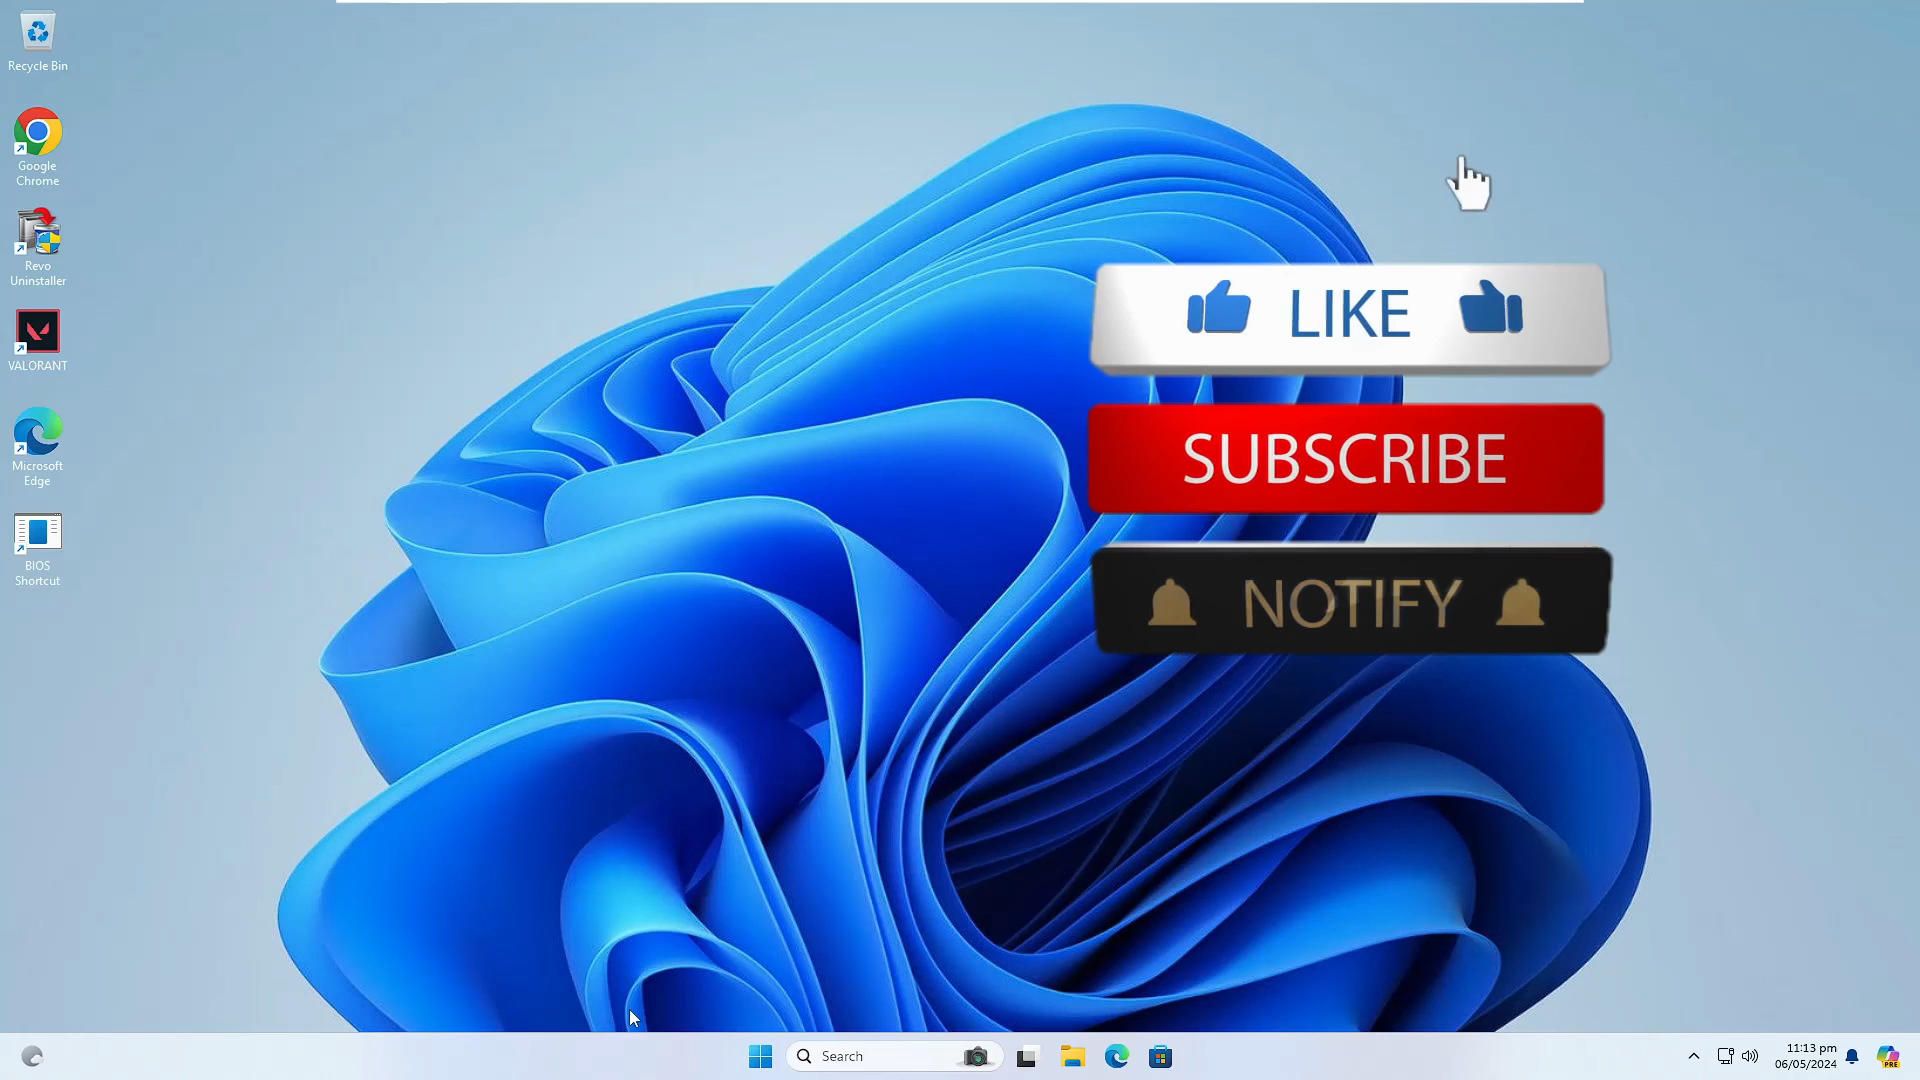 Recycle Bin
Google
Chrome
Revo
Uninstaller
VALORANT
Microsoft
Edge
BIOS
Shortcut
LIKE
SUBSCRIBE
NOTIFY
Search
11:13 pm
06/05/2024
PRE